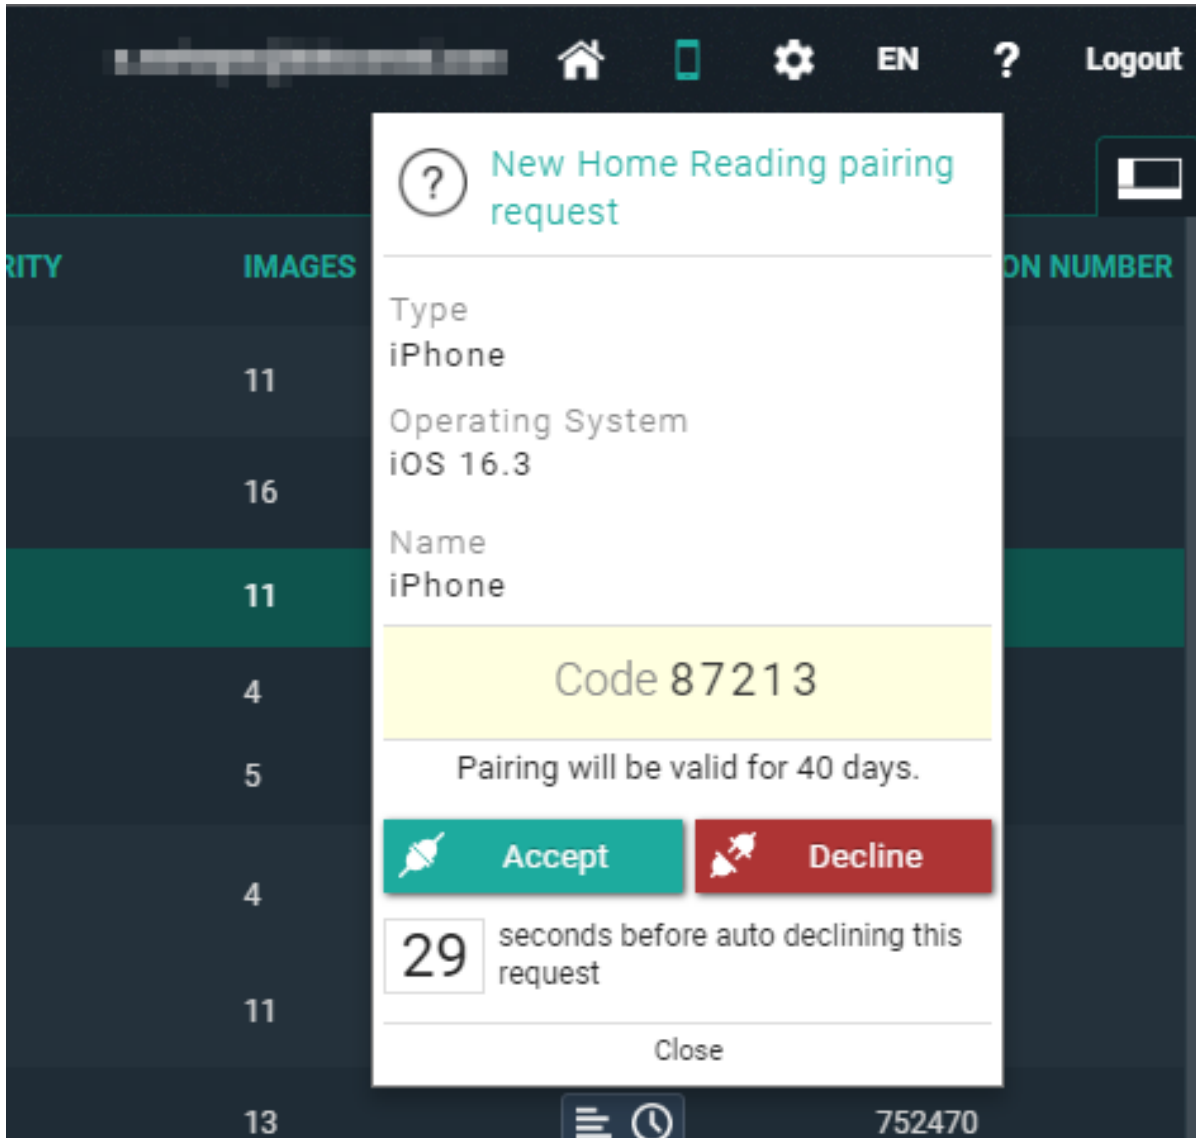 EN
?
Logout
?
New Home Reading pairing
request
RITY
IMAGES
ON NUMBER
Type
iPhone
11
Operating System
iOS 16.3
16
Name
iPhone
11
Code 87213
4
Pairing will be valid for 40 days.
5
Accept
Decline
4
29
seconds before auto declining this
request
11
Close
13
752470